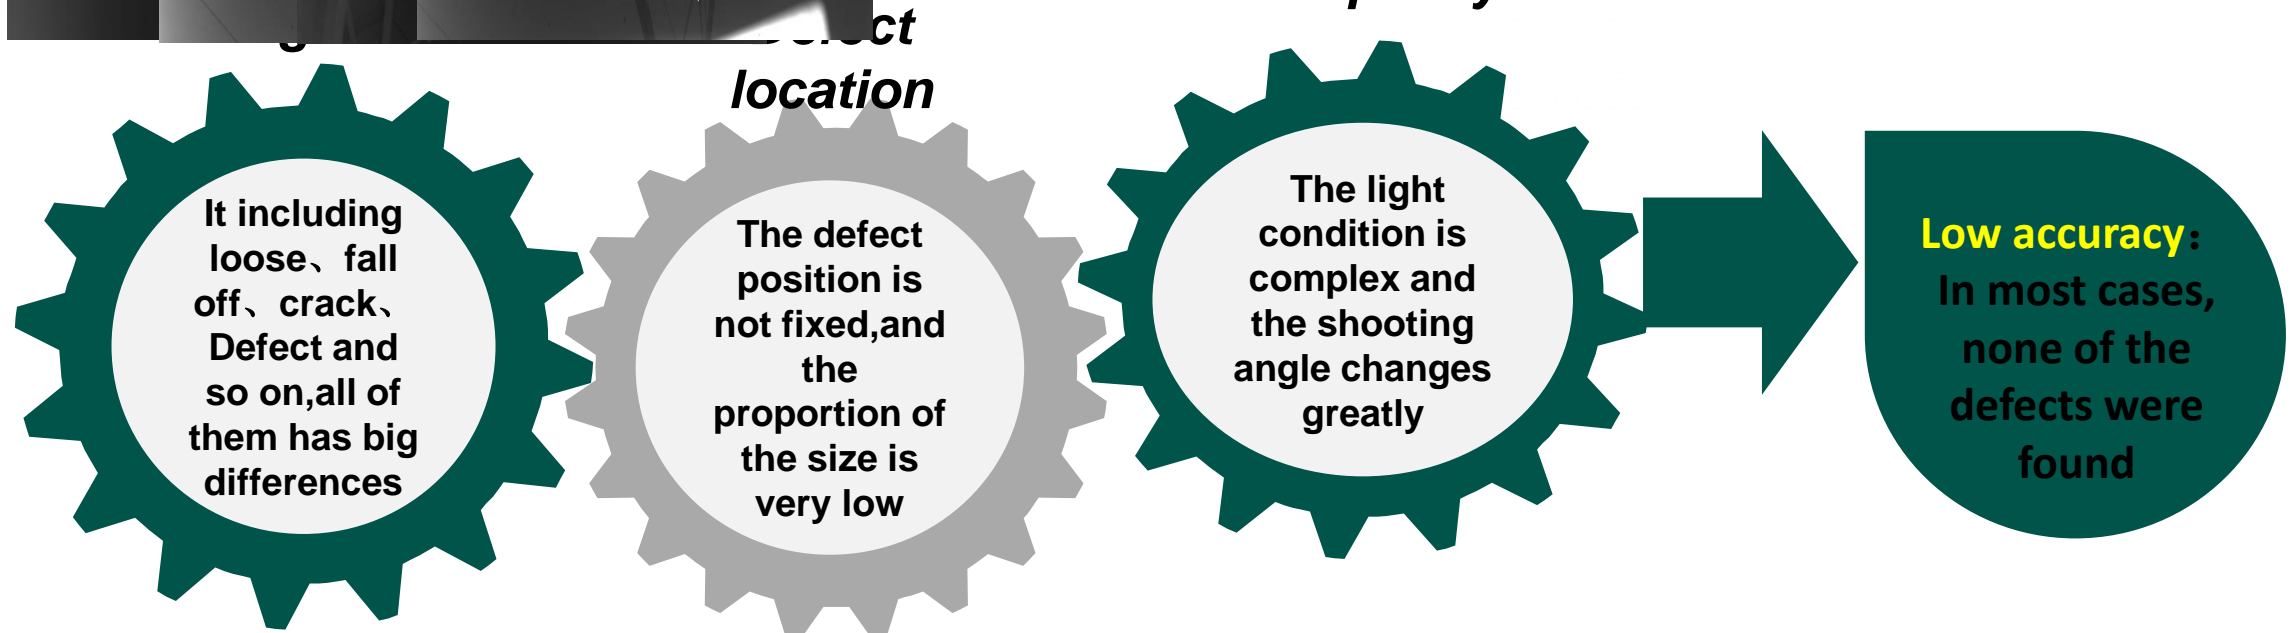 location
It including
loose、fall
off、crack、
Defect and
so on,all of
them has big
differences
The defect
position is
not fixed,and
the
proportion of
the size is
very low
The light
condition is
complex and
the shooting
angle changes
greatly
Low accuracy：
In most cases,
none of the
defects were
found